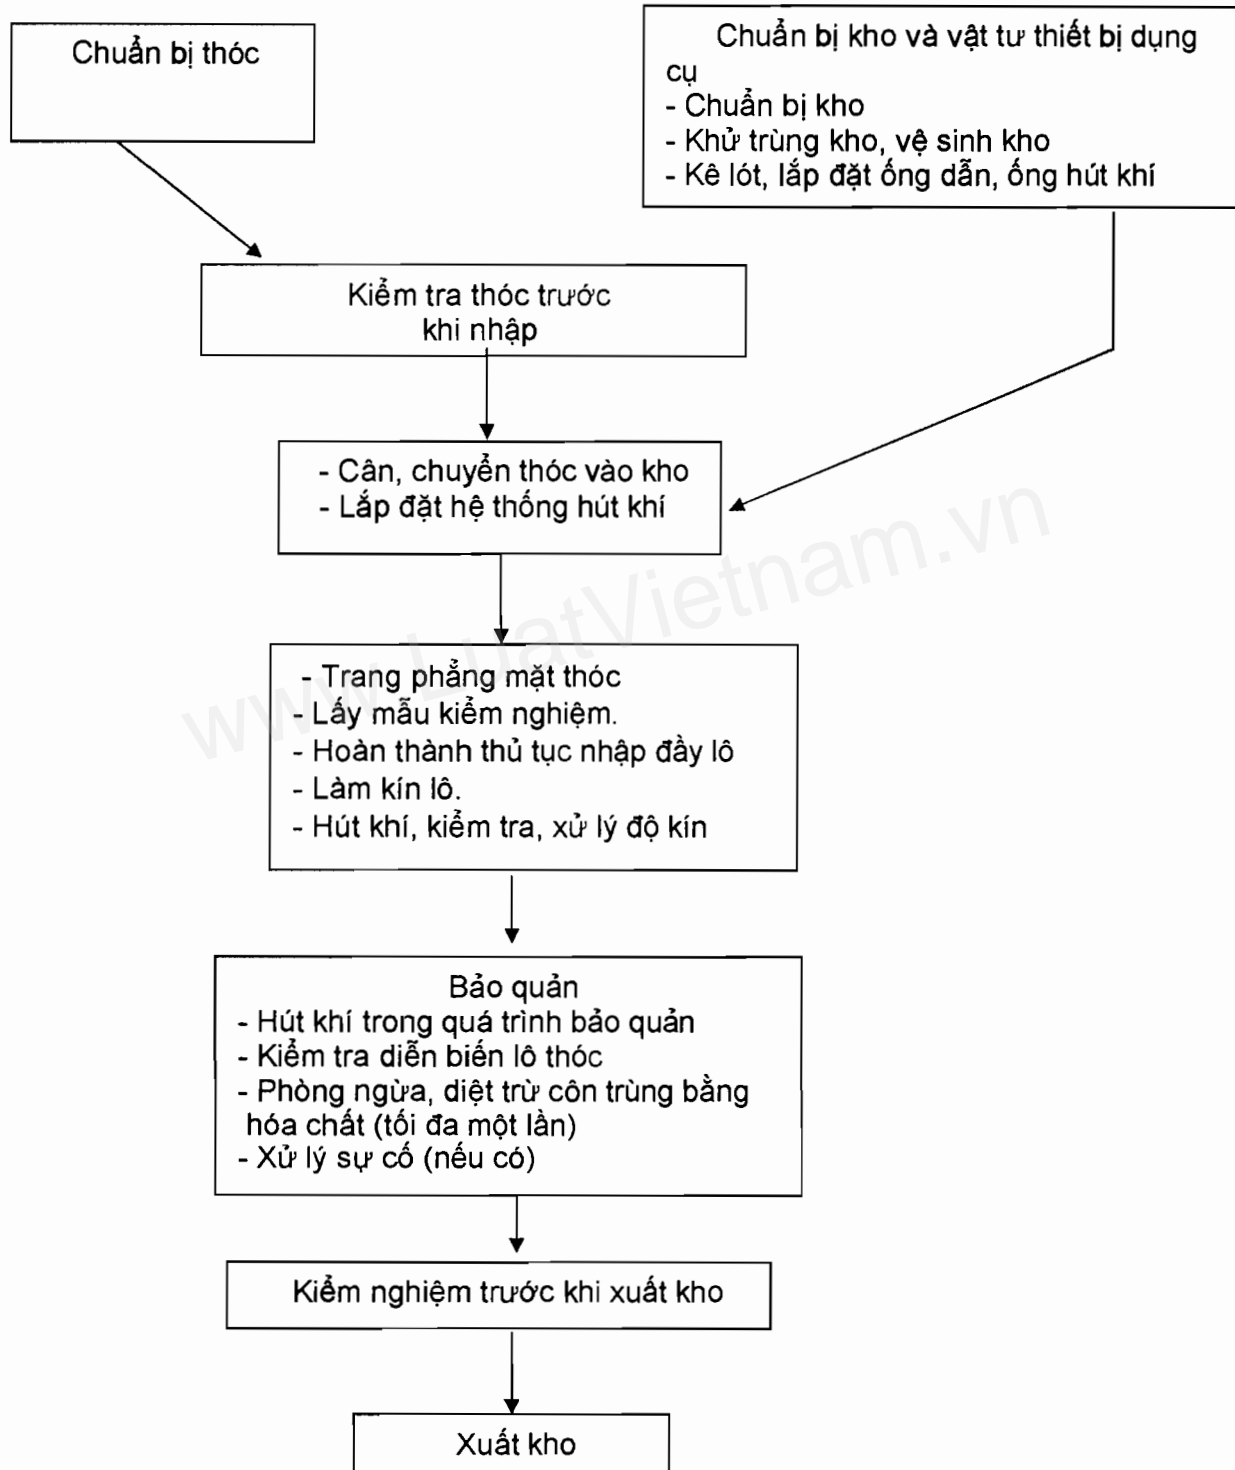 Chuẩn bị thóc
Chuẩn bị kho và vật tư thiết bị dụng
cụ
- Chuẩn bị kho
- Khử trùng kho, vệ sinh kho
- Kê lót, lắp đặt ống dẫn, ống hút khí
Kiểm tra thóc trước
khi nhập
- Cân, chuyển thóc vào kho
- Lắp đặt hệ thống hút khí
www.LuatVietnam.vn
- Trang phẳng mặt thóc
- Lấy mẫu kiểm nghiệm.
- Hoàn thành thủ tục nhập đầy lô
- Làm kín lô.
- Hút khí, kiểm tra, xử lý độ kín
Bảo quản
- Hút khí trong quá trình bảo quản
- Kiểm tra diễn biến lô thóc
- Phòng ngừa, diệt trừ côn trùng bằng
hóa chất (tối đa một lần)
- Xử lý sự cố (nếu có)
Kiểm nghiệm trước khi xuất kho
Xuất kho